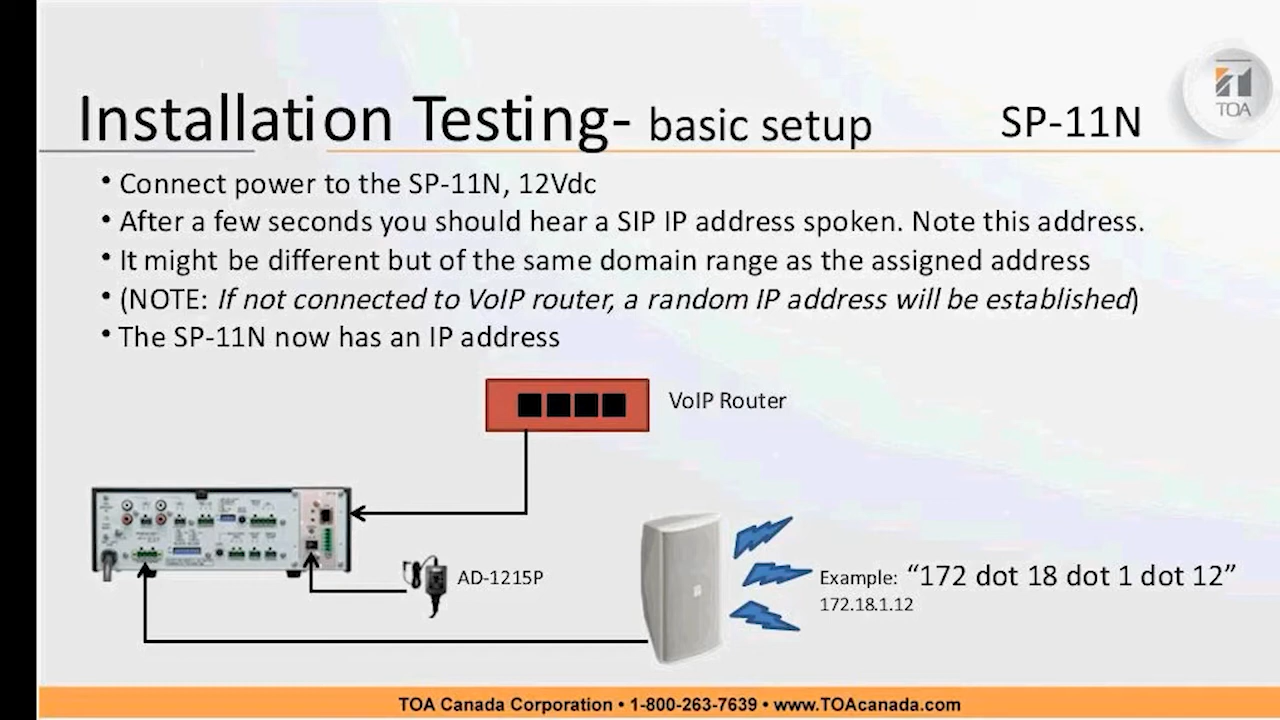 Installation Testing- basic setup SP-11N
TOA
• Connect power to the SP-11N, 12Vdc
• After a few seconds you should hear a SIP IP address spoken. Note this address.
• It might be different but of the same domain range as the assigned address
• (NOTE: If not connected to VoIP router, a random IP address will be established)
• The SP-11N now has an IP address
VoIP Router
AD-1215P
Example: “172 dot 18 dot 1 dot 12”
172.18.1.12
TOA Canada Corporation • 1-800-263-7639 • www.TOAcanada.com